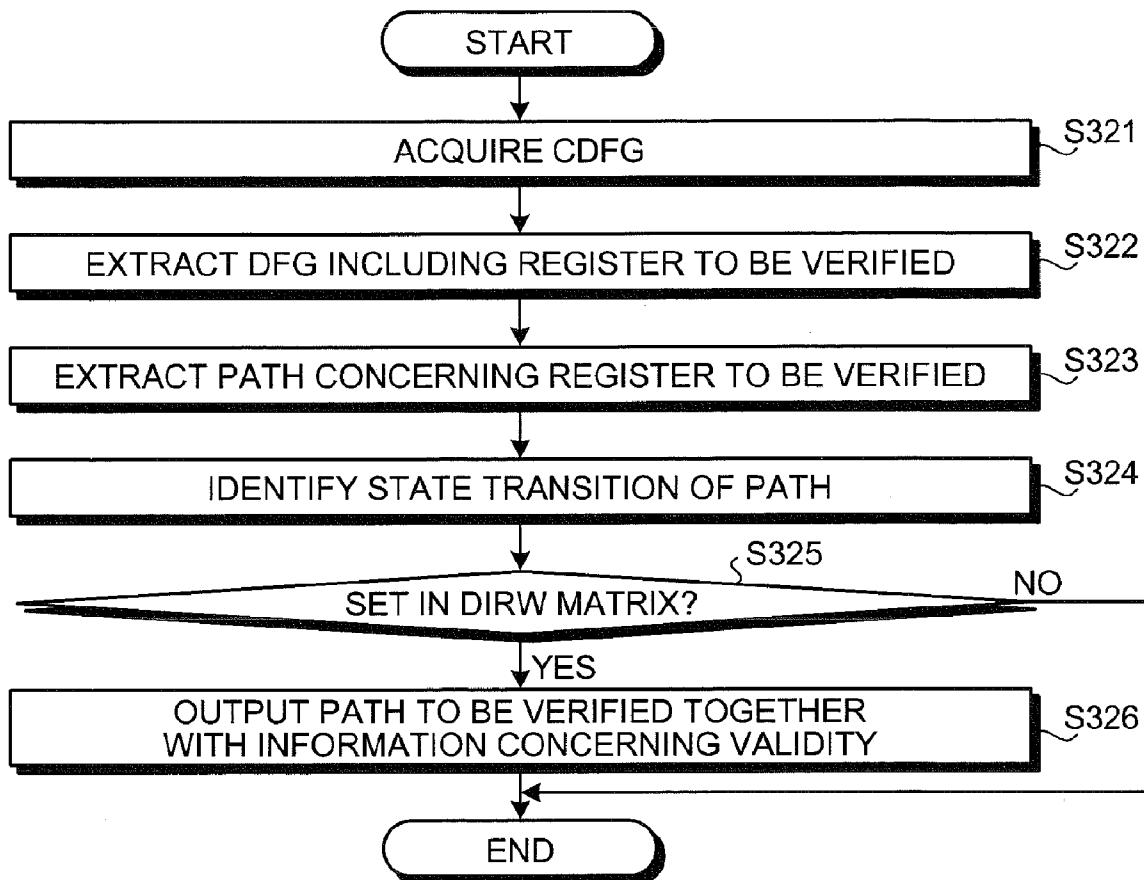 START
ACQUIRE CDFG
S321
EXTRACT DFG INCLUDING REGISTER TO BE VERIFIED
S322
EXTRACT PATH CONCERNING REGISTER TO BE VERIFIED
S323
IDENTIFY STATE TRANSITION OF PATH
S324
S325
SET IN DIRW MATRIX?
NO
YES
OUTPUT PATH TO BE VERIFIED TOGETHER
WITH INFORMATION CONCERNING VALIDITY
S326
END